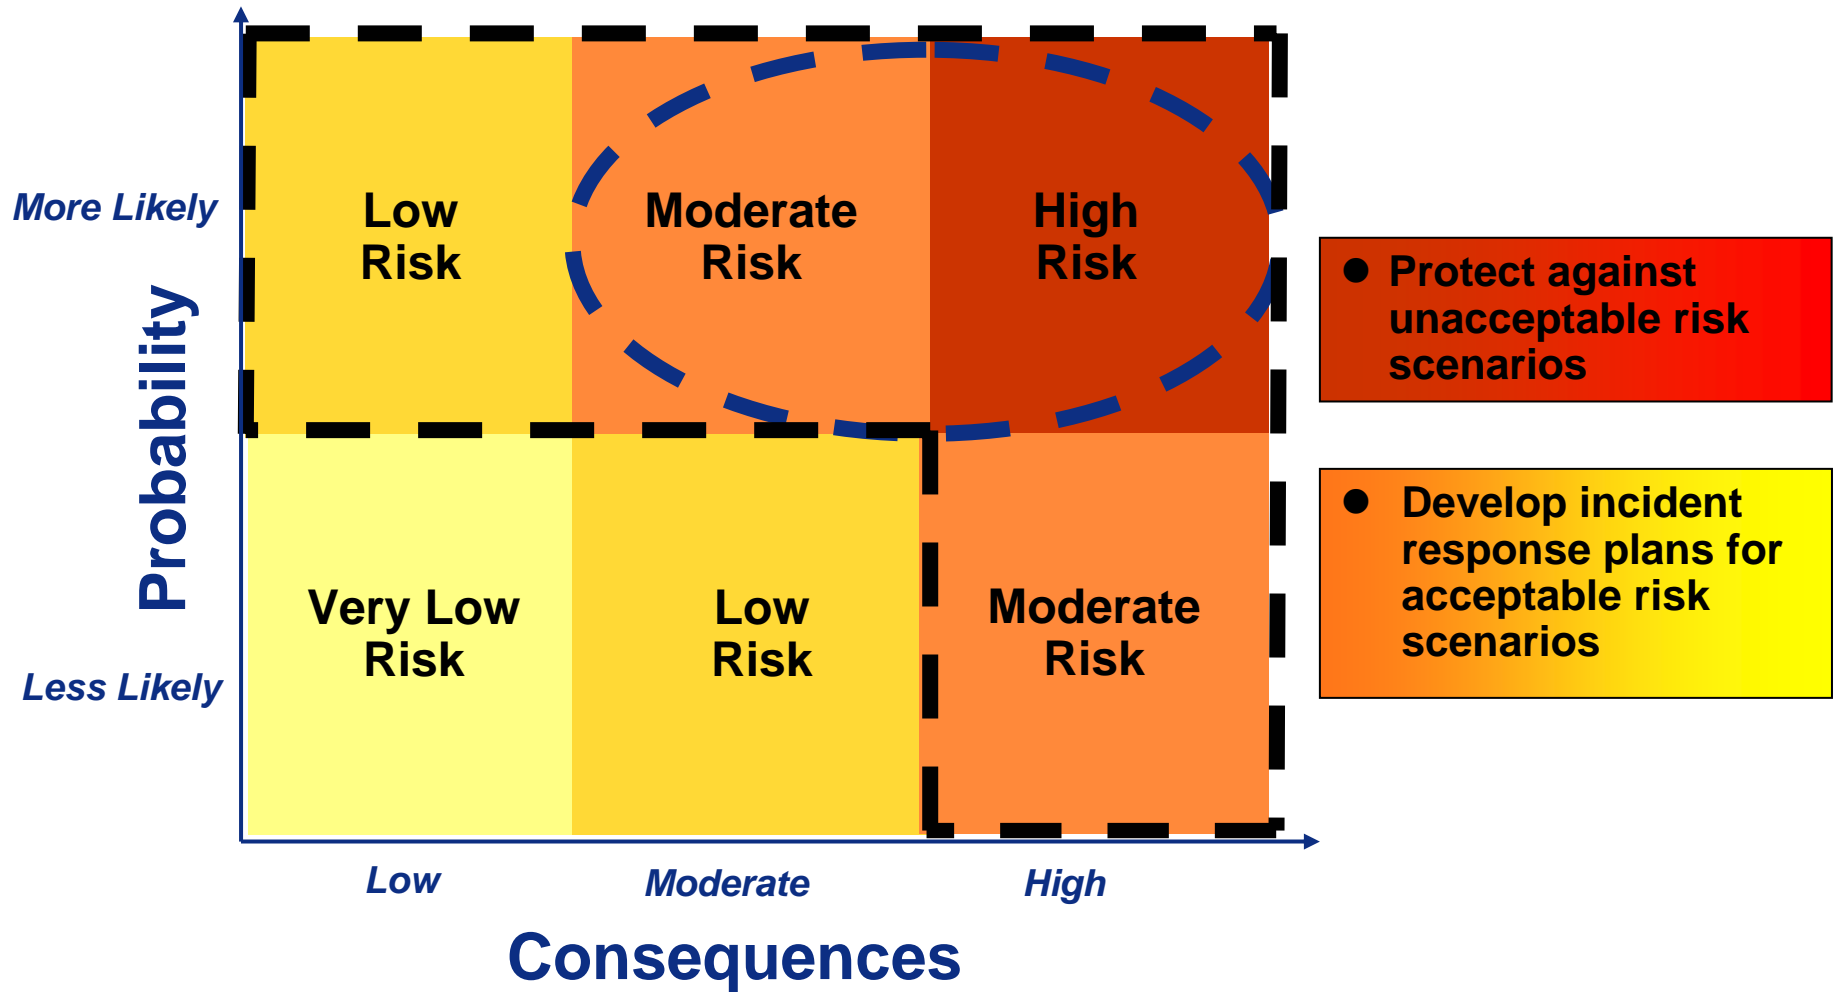 More Likely
Probability
Less Likely
Low
Risk
Moderate
Risk
High
Risk
Very Low
Risk
Low
Risk
Moderate
Risk
Low
Moderate
High
Consequences
● Protect against
unacceptable risk
scenarios
● Develop incident
response plans for
acceptable risk
scenarios